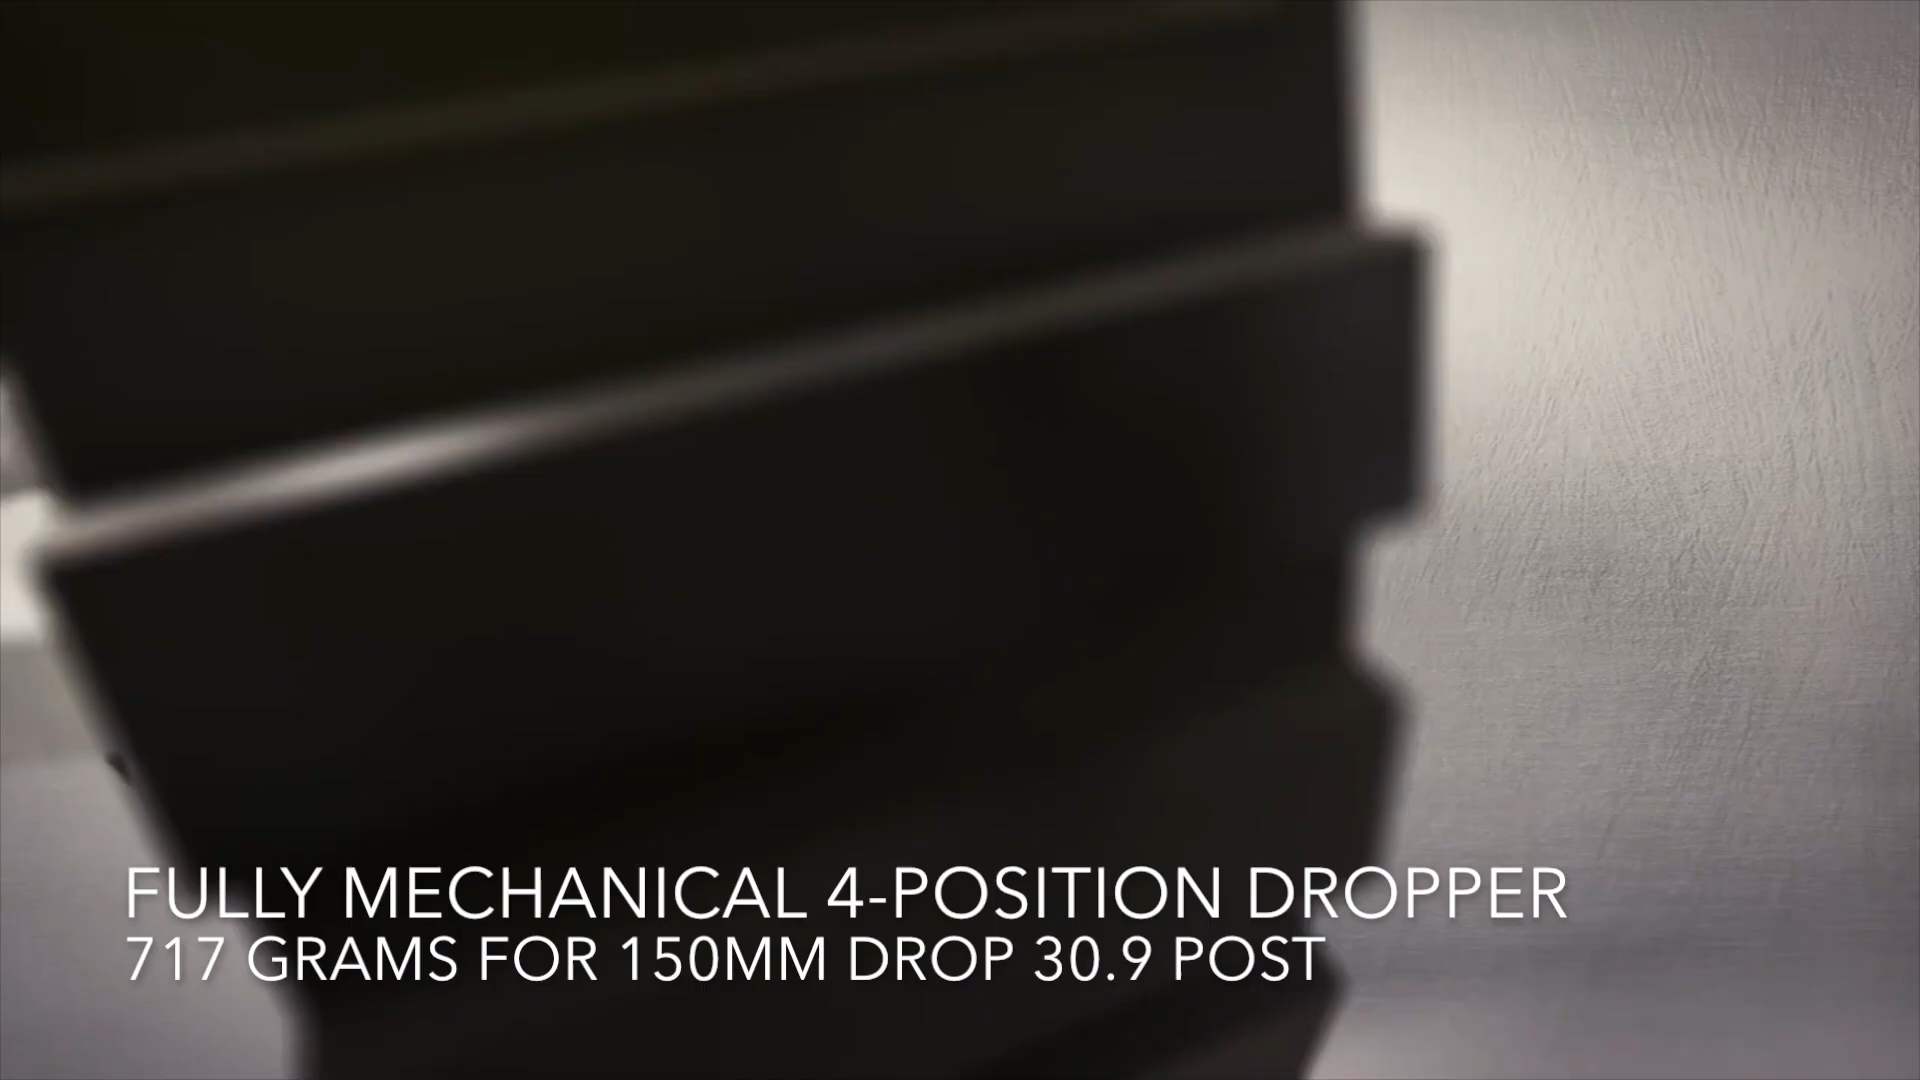 FULLY MECHANICAL 4-POSITION DROPPER
717 GRAMS FOR 150MM DROP 30.9 POST